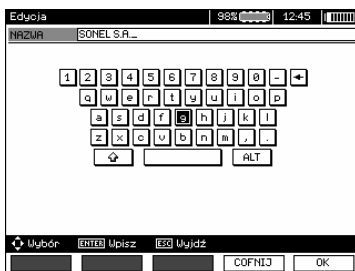 Edycja 98% 12:45
NAZWA SONEL S.A._
1 2 3 4 5 6 7 8 9 0 - ←
q w e r t y u i o p
a s d f g h j k l
z x c v b n m , .
⇧ ALT
Wybór ENTER Wpisz ESC Wyjdź
COFNIJ OK